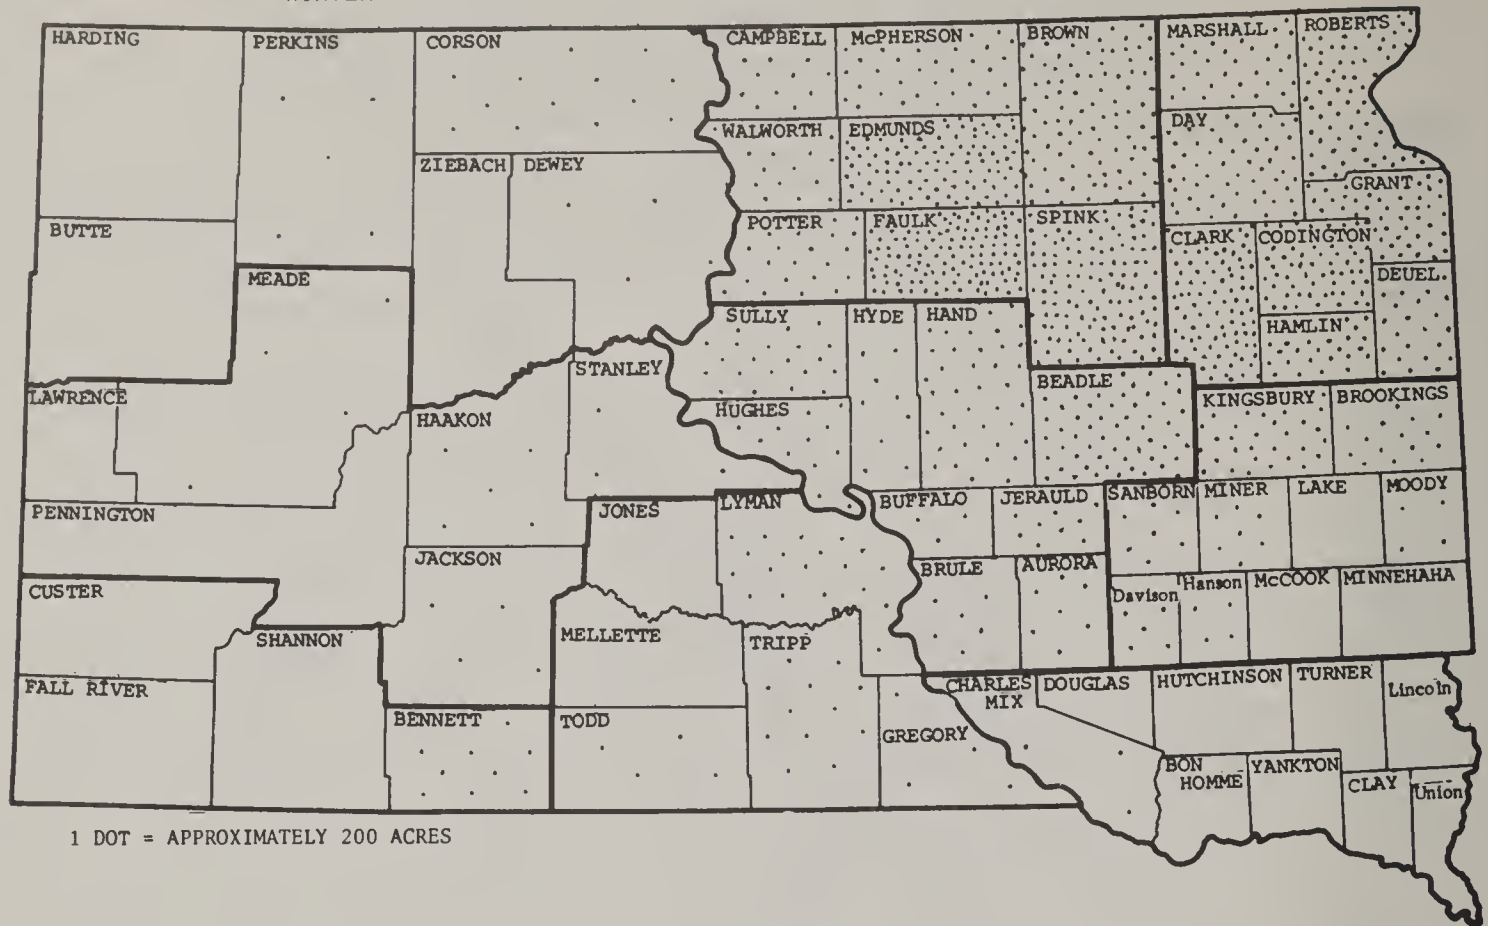 HARDING
PERKINS
CORSON
CAMPBELL
McPHERSON
BROWN
MARSHALL
ROBERTS
WALWORTH
EDMUNDS
DAY
ZIEBACH
DEWEY
GRANT
BUTTE
POTTER
FAULK
SPINK
CLARK
CODINGTON
MEADE
DEUEL
SULLY
HYDE
HAND
HAMLIN
LAWRENCE
STANLEY
BEADLE
HUGHES
KINGSBURY
BROOKINGS
HAAKON
PENNINGTON
JONES
LYMAN
BUFFALO
JERAULD
SANBORN
MINER
LAKE
MOODY
JACKSON
BRULE
AURORA
CUSTER
Davison
Hanson
McCOOK
MINNEHAHA
SHANNON
MELLETTE
TRIPP
FALL RIVER
CHARLES
MIX
DOUGLAS
HUTCHINSON
TURNER
Lincoln
BENNETT
TODD
GREGORY
BON
HOMME
YANKTON
CLAY
Union
1 DOT = APPROXIMATELY 200 ACRES